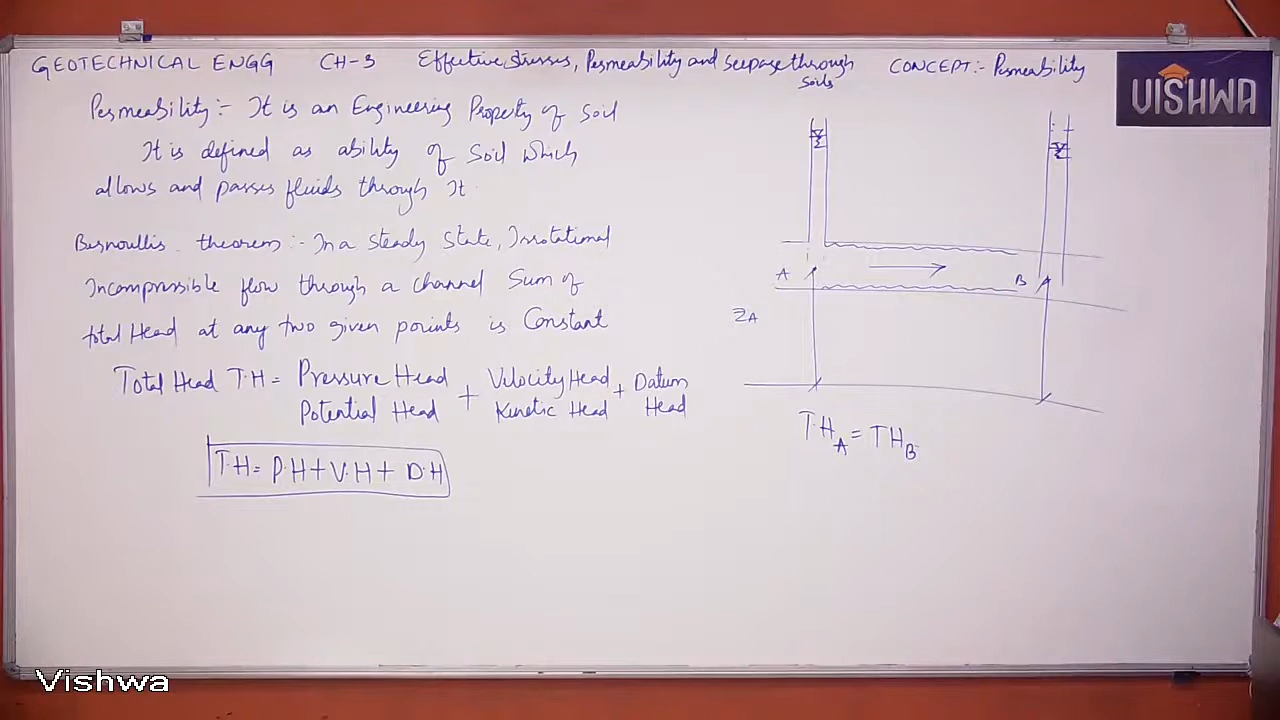 GEOTECHNICAL ENGG CH-3 Effective stresses, Permeability and seepage through soils CONCEPT:- Permeability
VISHWA
Permeability:- It is an Engineering Property of Soil
It is defined as ability of Soil which
allows and passes fluids through It
Bernoullis theorem:- In a steady State, Irrotational
Incompressible flow through a channel Sum of
total Head at any two given points is Constant
Total Head T.H = Pressure Head + Velocity Head + Datum
Potential Head Kinetic Head Head
T.H = P.H + V.H + D.H
A
B
ZA
T.HA = THB
Vishwa